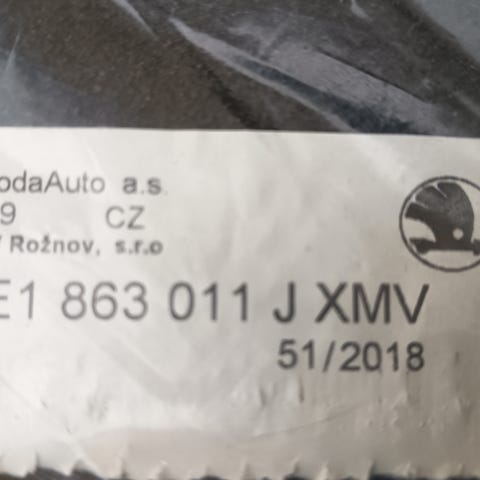 odaAuto a.s.
9 CZ
Rožnov, s.r.o
E1 863 011 J XMV
51/2018